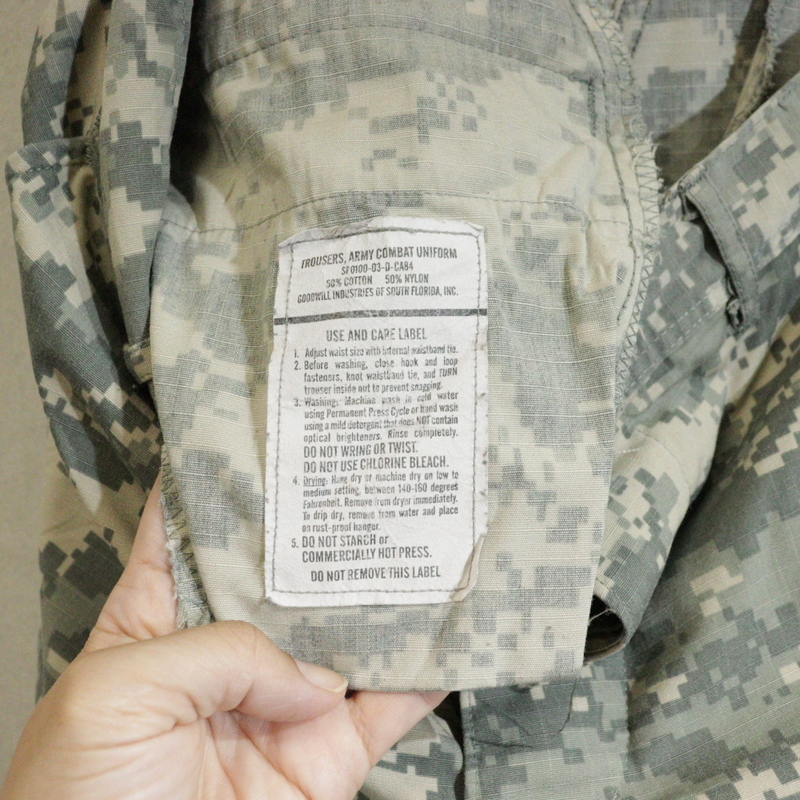 TROUSERS, ARMY COMBAT UNIFORM
SP0100-03-D-CA84
50% COTTON 50% NYLON
GOODWILL INDUSTRIES OF SOUTH FLORIDA, INC.
USE AND CARE LABEL
1. Adjust waist size with internal waistband tie.
2. Before washing, close hook and loop
fasteners, knot waistband tie, and TURN
trouser inside out to prevent snagging.
3. Washing: Machine wash in cold water
using Permanent Press Cycle or hand wash
using a mild detergent that does NOT contain
optical brighteners. Rinse completely.
DO NOT WRING OR TWIST.
DO NOT USE CHLORINE BLEACH.
4. Drying: Hang dry or machine dry on low to
medium setting, between 140-160 degrees
Fahrenheit. Remove from dryer immediately.
To drip dry, remove from water and place
on rust-proof hanger.
5. DO NOT STARCH or
COMMERCIALLY HOT PRESS.
DO NOT REMOVE THIS LABEL